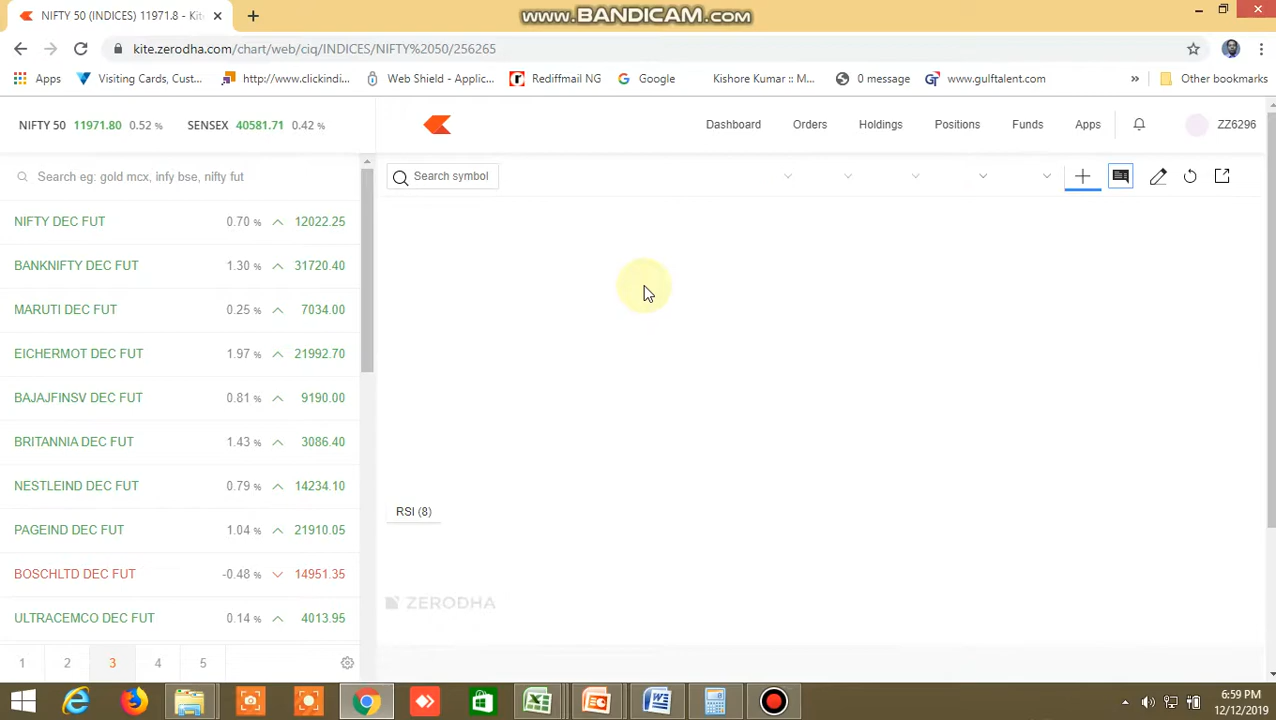 NIFTY 50 (INDICES) 11971.8 - Kit
www.BANDICAM.com
kite.zerodha.com/chart/web/ciq/INDICES/NIFTY%2050/256265
Apps Visiting Cards, Cust... http://www.clickindi... Web Shield - Applic... Rediffmail NG Google Kishore Kumar :: M... 0 message www.gulftalent.com » Other bookmarks
NIFTY 50 11971.80 0.52 % SENSEX 40581.71 0.42 %
Dashboard Orders Holdings Positions Funds Apps ZZ6296
Search eg: gold mcx, infy bse, nifty fut
Search symbol
NIFTY DEC FUT 0.70 % 12022.25
BANKNIFTY DEC FUT 1.30 % 31720.40
MARUTI DEC FUT 0.25 % 7034.00
EICHERMOT DEC FUT 1.97 % 21992.70
BAJAJFINSV DEC FUT 0.81 % 9190.00
BRITANNIA DEC FUT 1.43 % 3086.40
NESTLEIND DEC FUT 0.79 % 14234.10
PAGEIND DEC FUT 1.04 % 21910.05
BOSCHLTD DEC FUT -0.48 % 14951.35
ULTRACEMCO DEC FUT 0.14 % 4013.95
RSI (8)
ZERODHA
1 2 3 4 5
6:59 PM
12/12/2019